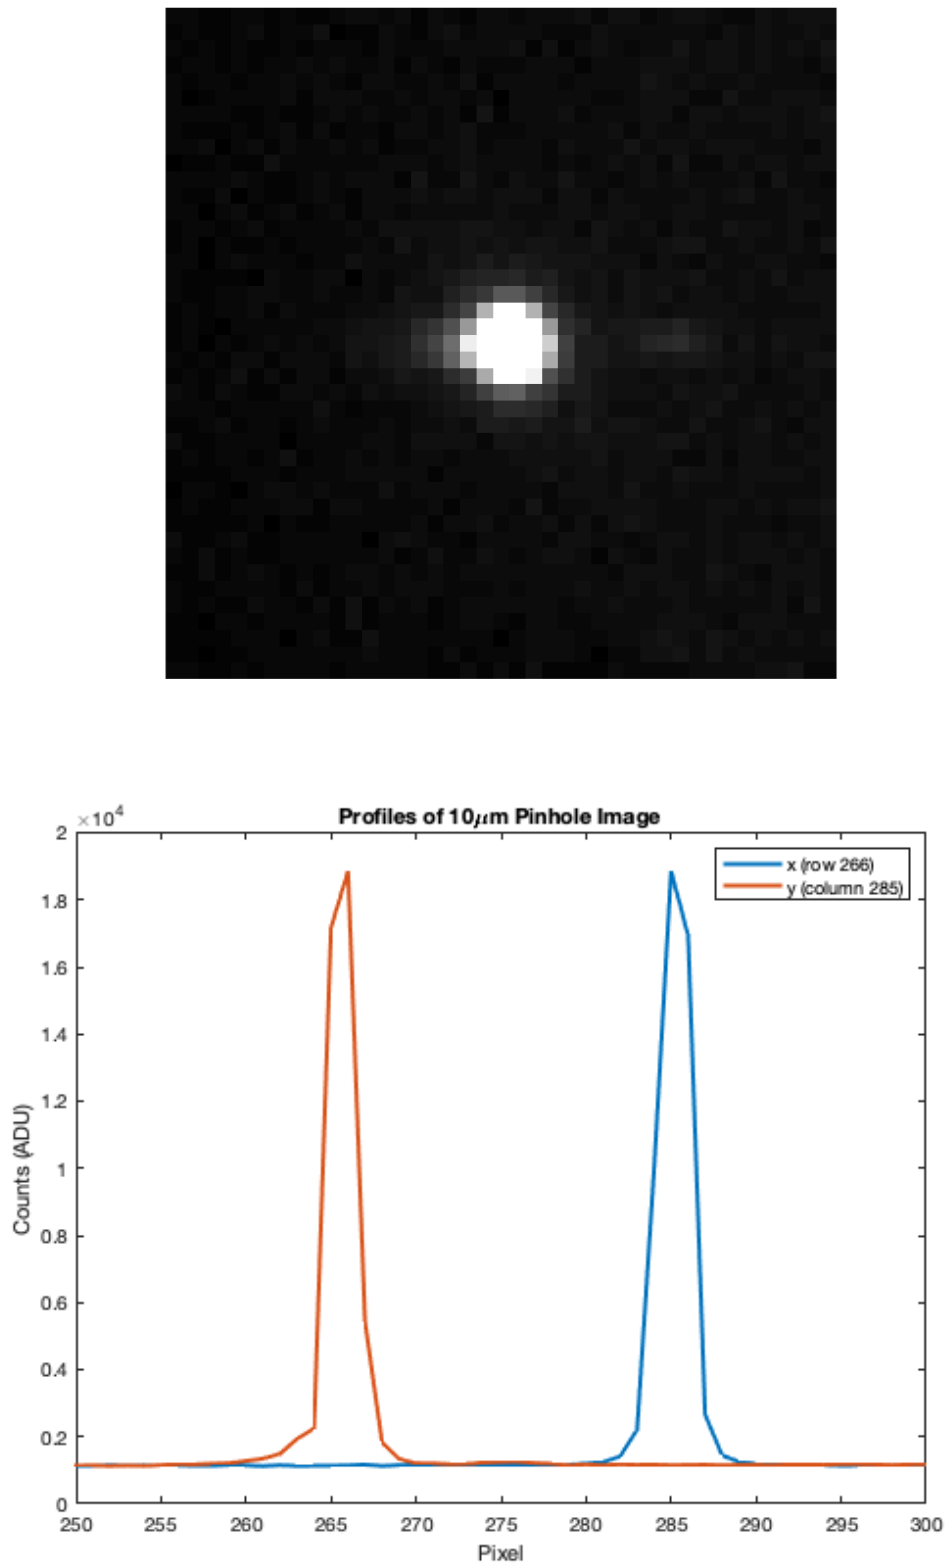 Profiles of 10μm Pinhole Image
×10⁴
2
1.8
1.6
1.4
1.2
1
0.8
0.6
0.4
0.2
0
Counts (ADU)
x (row 266)
y (column 285)
250 255 260 265 270 275 280 285 290 295 300
Pixel